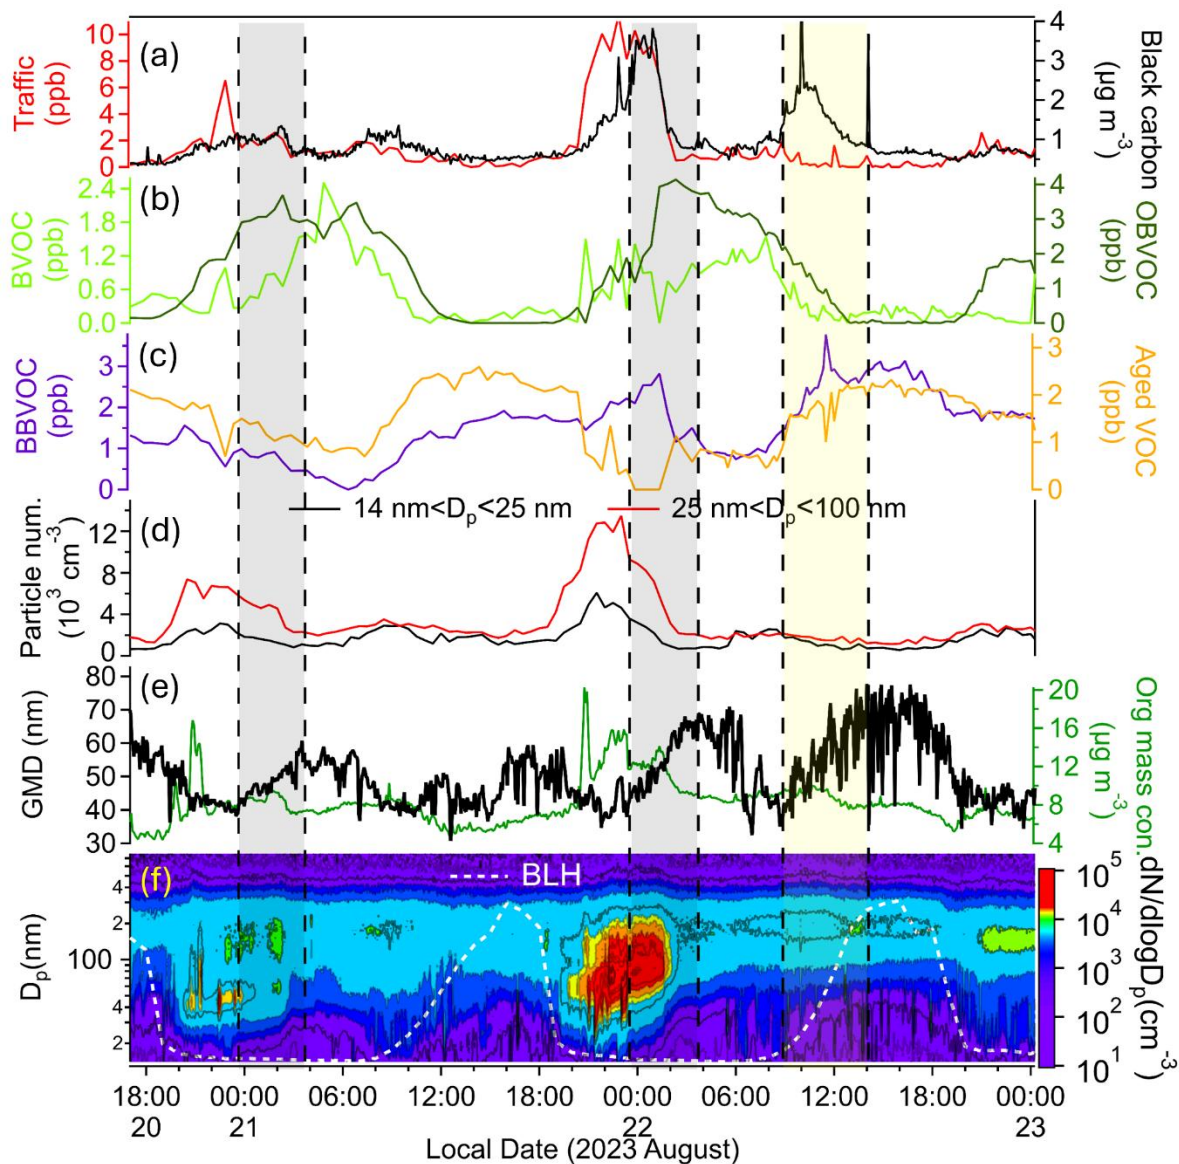 (a)
Traffic
(ppb)
10
8
6
4
2
0
4
3
2
1
0
Black carbon
(µg m⁻³)
(b)
BVOC
(ppb)
2.4
1.8
1.2
0.6
0.0
4
3
2
1
0
OBVOC
(ppb)
(c)
BBVOC
(ppb)
3
2
1
0
3
2
1
0
Aged VOC
(ppb)
(d)
14 nm<Dₚ<25 nm
25 nm<Dₚ<100 nm
Particle num.
(10³ cm⁻³)
12
8
4
0
(e)
GMD (nm)
80
70
60
50
40
30
20
16
12
8
4
Org mass con.
(µg m⁻³)
(f)
BLH
Dₚ(nm)
4
2
100
4
2
10⁵
10⁴
10³
10²
10¹
dN/dlogDₚ(cm⁻³)
18:00 00:00 06:00 12:00 18:00 00:00 06:00 12:00 18:00 00:00
20 21 22 23
Local Date (2023 August)